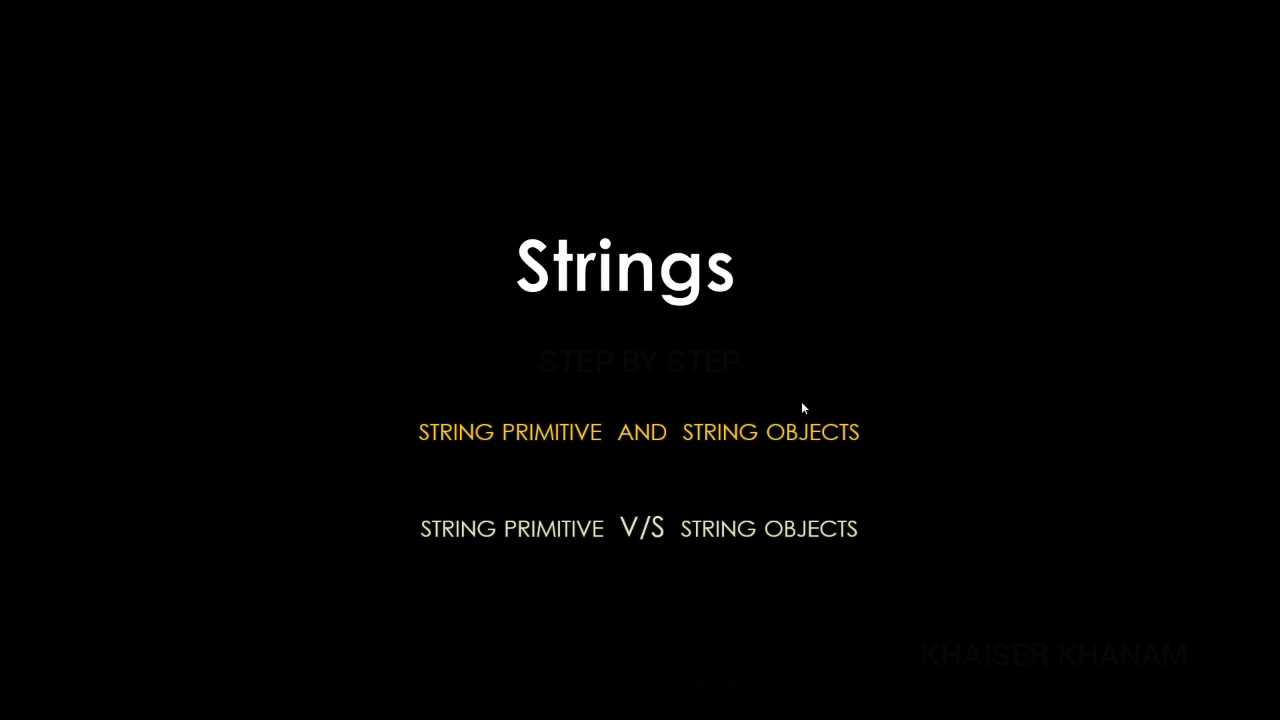 Strings
STEP BY STEP
STRING PRIMITIVE AND STRING OBJECTS
STRING PRIMITIVE V/S STRING OBJECTS
KHAISER KHANAM